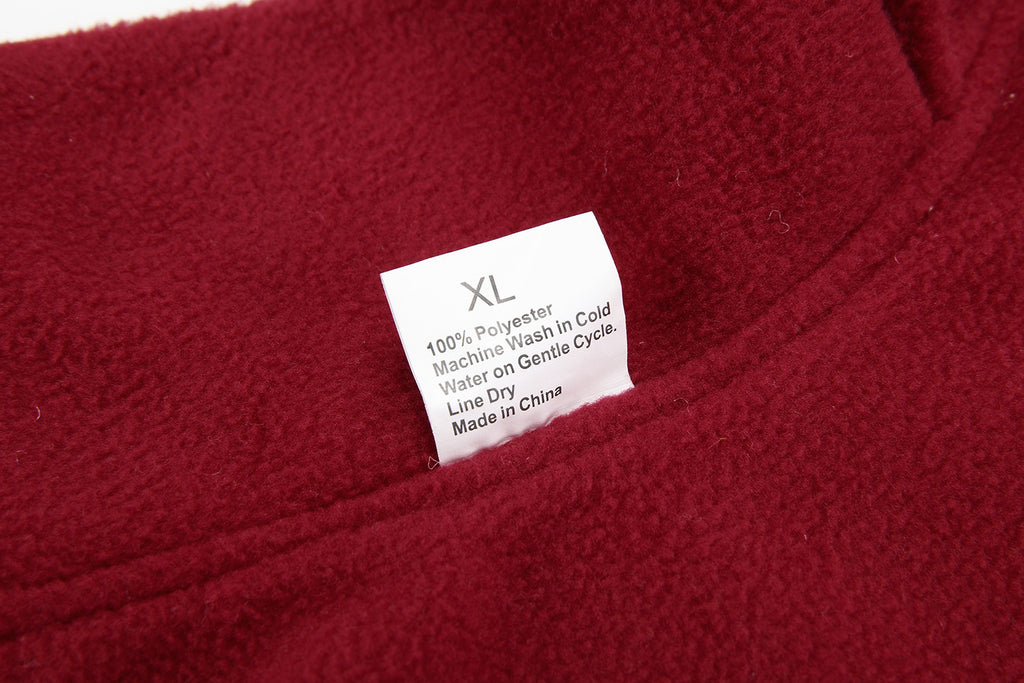 XL
100% Polyester
Machine Wash in Cold
Water on Gentle Cycle.
Line Dry
Made in China